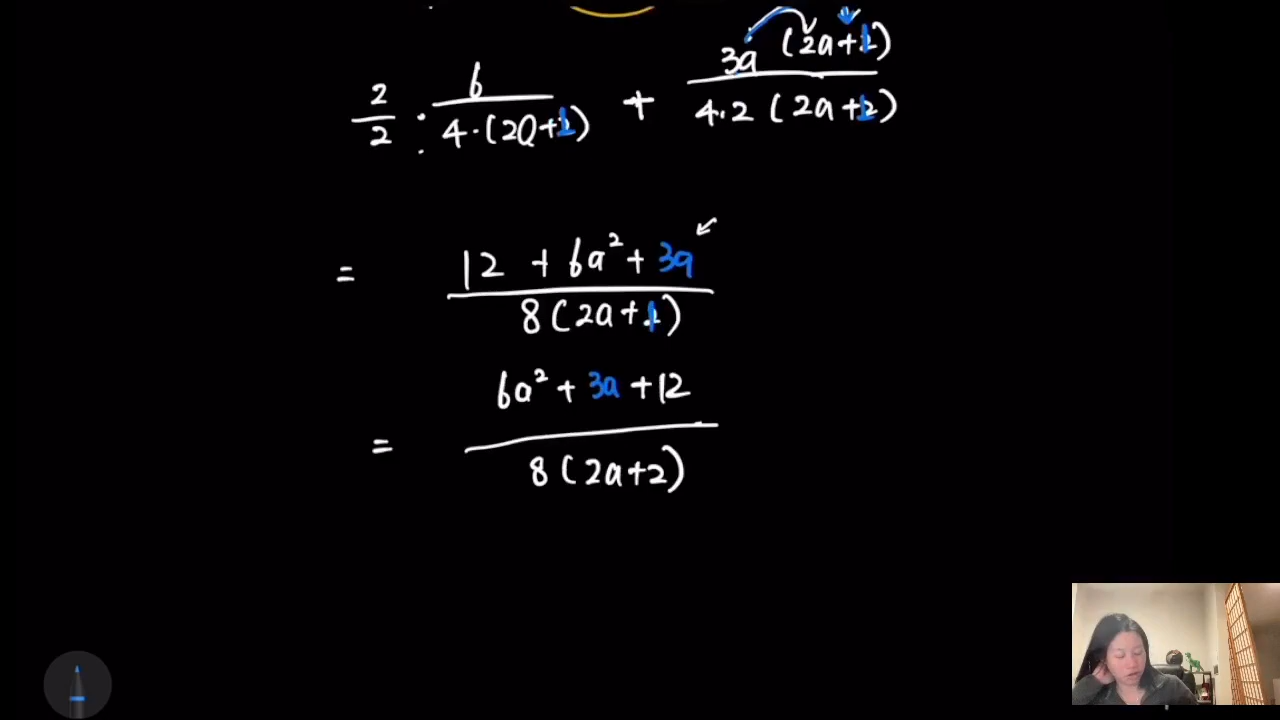 2/2 · 6/(4·(2a+1)) + 3a(2a+1)/(4·2(2a+1))
= (12 + 6a² + 3a)/(8(2a+1))
= (6a² + 3a + 12)/(8(2a+2))